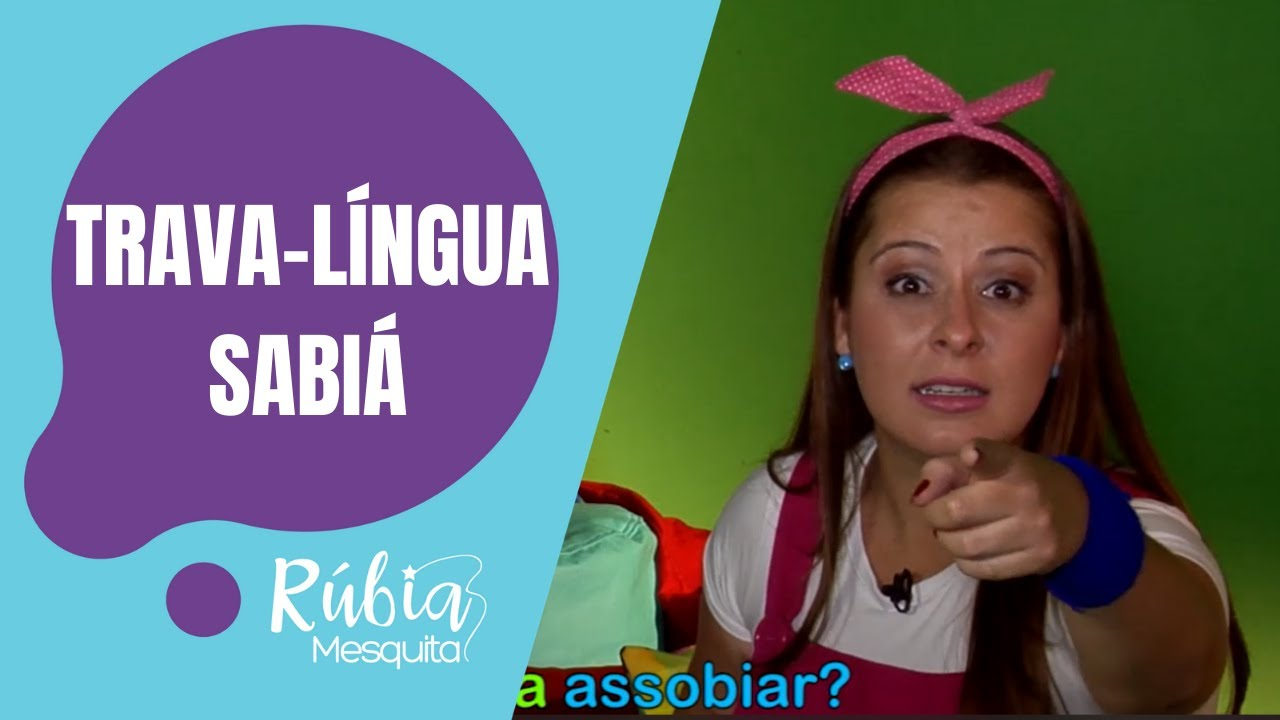 TRAVA-LÍNGUA
SABIÁ
Rúbia
Mesquita
a assobiar?